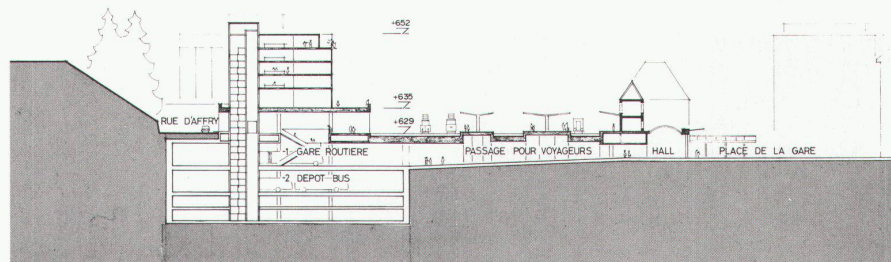 +652
+635
+629
RUE D'AFFRY
-1 GARE ROUTIERE
PASSAGE POUR VOYAGEURS
HALL
PLACE DE LA GARE
-2 DEPOT BUS